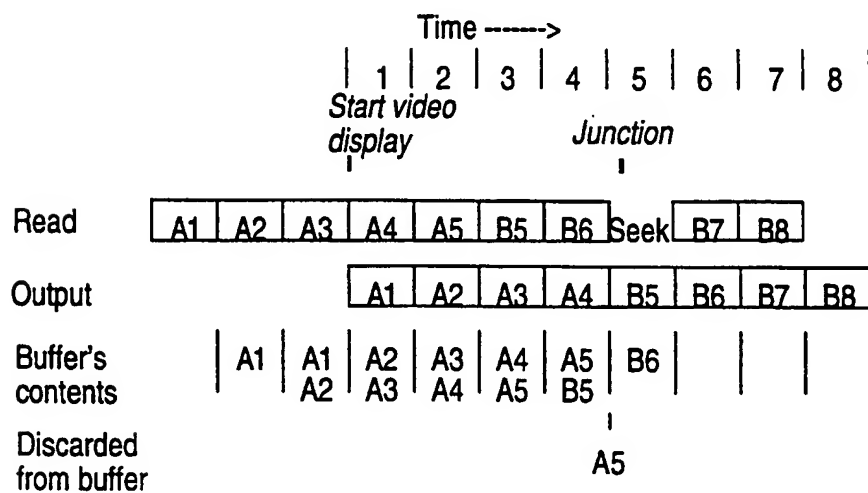 Time ------->
| 1 | 2 | 3 | 4 | 5 | 6 | 7 | 8
Start video display
Junction
Read A1 A2 A3 A4 A5 B5 B6 Seek B7 B8
Output A1 A2 A3 A4 B5 B6 B7 B8
Buffer's A1 A1 A2 A3 A4 A5 B6
contents A2 A3 A4 A5 B5
Discarded
from buffer A5